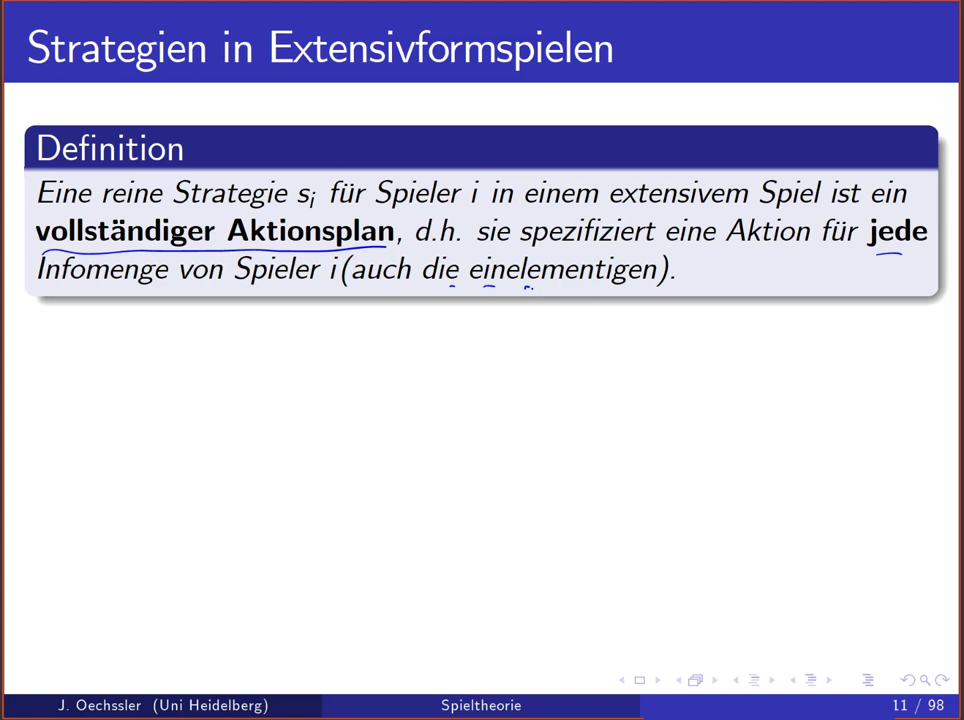 Strategien in Extensivformspielen
Definition
Eine reine Strategie sᵢ für Spieler i in einem extensivem Spiel ist ein
vollständiger Aktionsplan, d.h. sie spezifiziert eine Aktion für jede
Infomenge von Spieler i(auch die einelementigen).
J. Oechssler (Uni Heidelberg) Spieltheorie 11 / 98